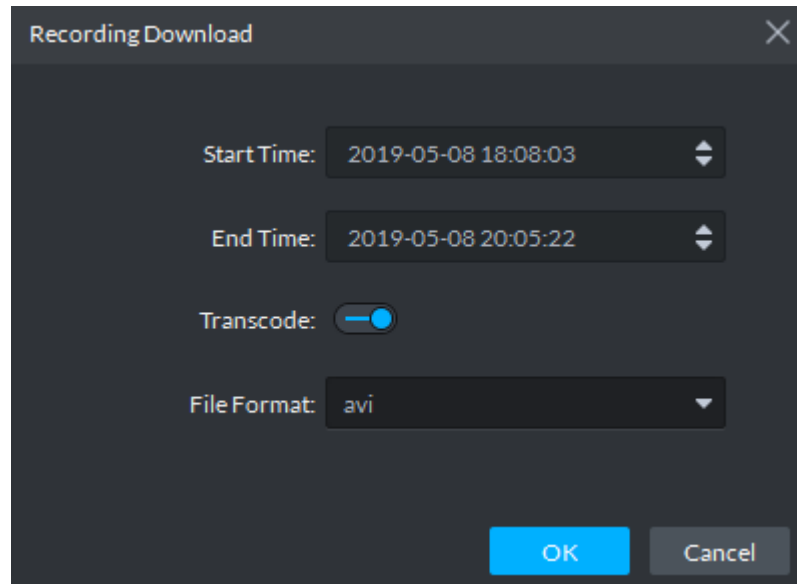 Recording Download
Start Time: 2019-05-08 18:08:03
End Time: 2019-05-08 20:05:22
Transcode:
File Format: avi
OK Cancel